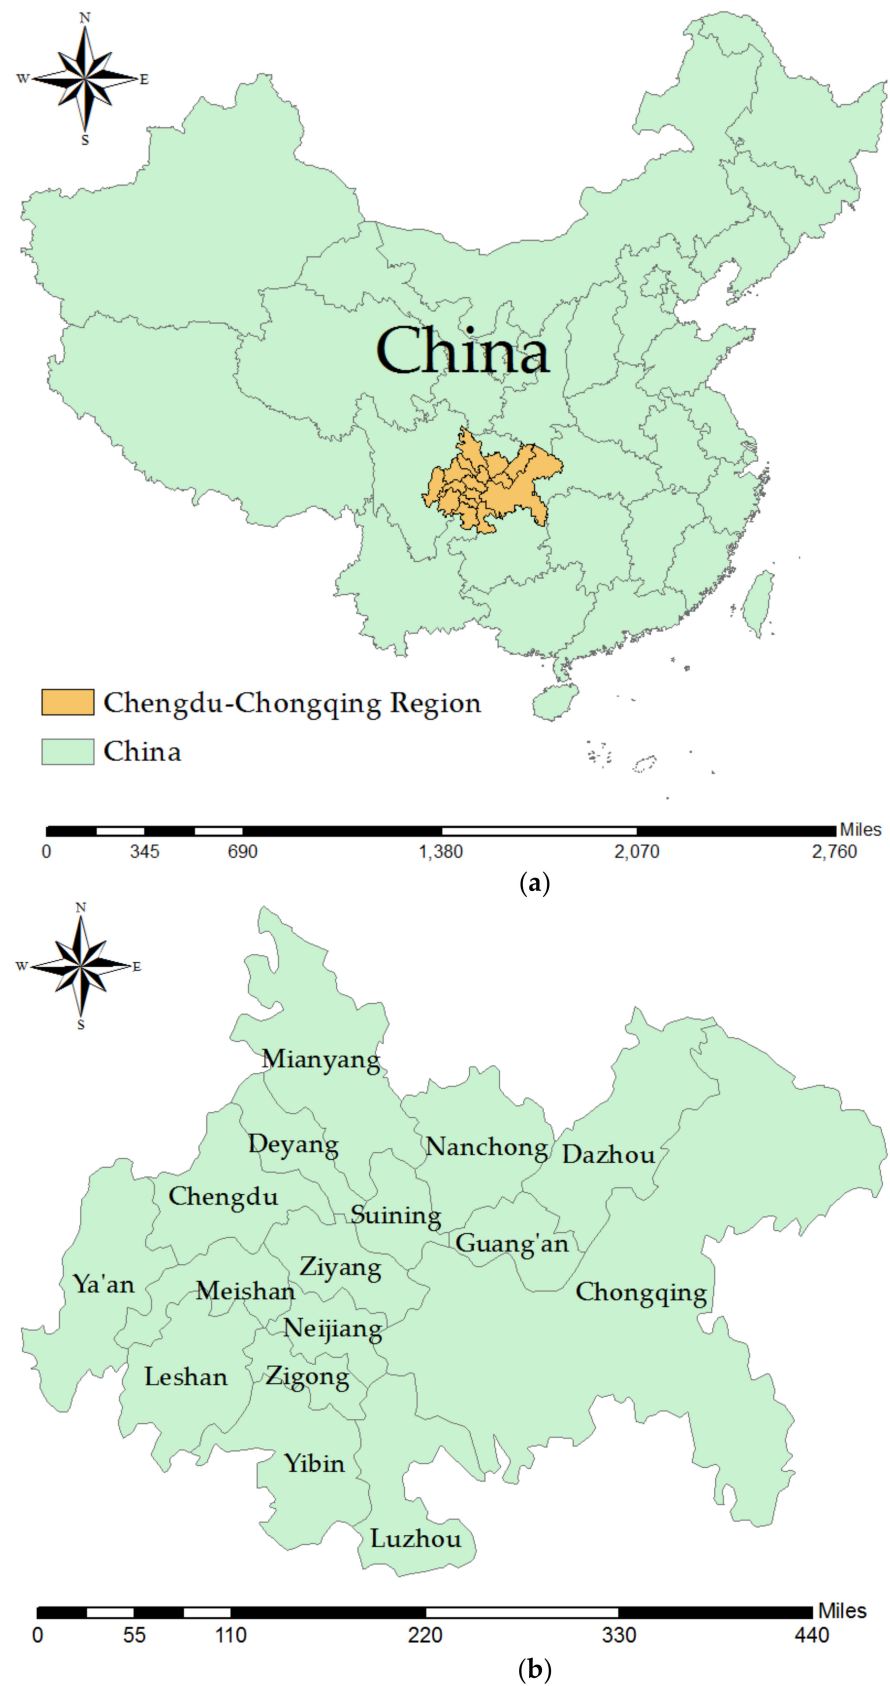 N
W E
S
China
Chengdu-Chongqing Region
China
Miles
0 345 690 1,380 2,070 2,760
(a)
N
W E
S
Mianyang
Deyang
Nanchong
Dazhou
Chengdu
Suining
Guang'an
Ziyang
Ya'an
Meishan
Chongqing
Neijiang
Leshan
Zigong
Yibin
Luzhou
Miles
0 55 110 220 330 440
(b)